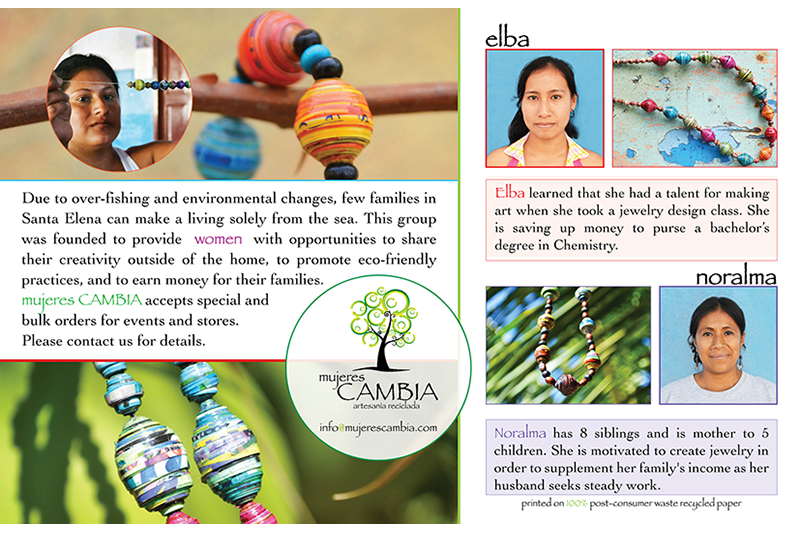 Due to over-fishing and environmental changes, few families in
Santa Elena can make a living solely from the sea. This group
was founded to provide women with opportunities to share
their creativity outside of the home, to promote eco-friendly
practices, and to earn money for their families.
mujeres CAMBIA accepts special and
bulk orders for events and stores.
Please contact us for details.
mujeres
CAMBIA
artesania reciclada
info@mujerescambia.com
elba
Elba learned that she had a talent for making
art when she took a jewelry design class. She
is saving up money to purse a bachelor's
degree in Chemistry.
noralma
Noralma has 8 siblings and is mother to 5
children. She is motivated to create jewelry in
order to supplement her family's income as her
husband seeks steady work.
printed on 100% post-consumer waste recycled paper